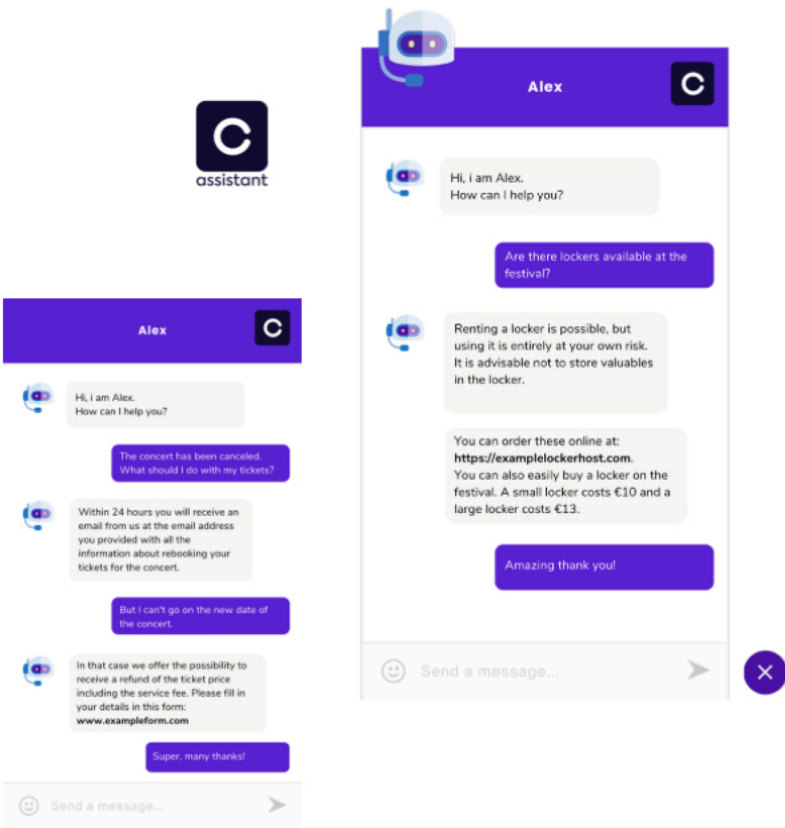 C
assistant
Alex
C
Hi, i am Alex.
How can I help you?
The concert has been canceled.
What should I do with my tickets?
Within 24 hours you will receive an
email from us at the email address
you provided with all the
information about rebooking your
tickets for the concert.
But I can't go on the new date of
the concert.
In that case we offer the possibility to
receive a refund of the ticket price
including the service fee. Please fill in
your details in this form:
www.exampleform.com
Super, many thanks!
Send a message...
Alex
C
Hi, i am Alex.
How can I help you?
Are there lockers available at the
festival?
Renting a locker is possible, but
using it is entirely at your own risk.
It is advisable not to store valuables
in the locker.
You can order these online at:
https://examplelockerhost.com.
You can also easily buy a locker on the
festival. A small locker costs €10 and a
large locker costs €13.
Amazing thank you!
Send a message...